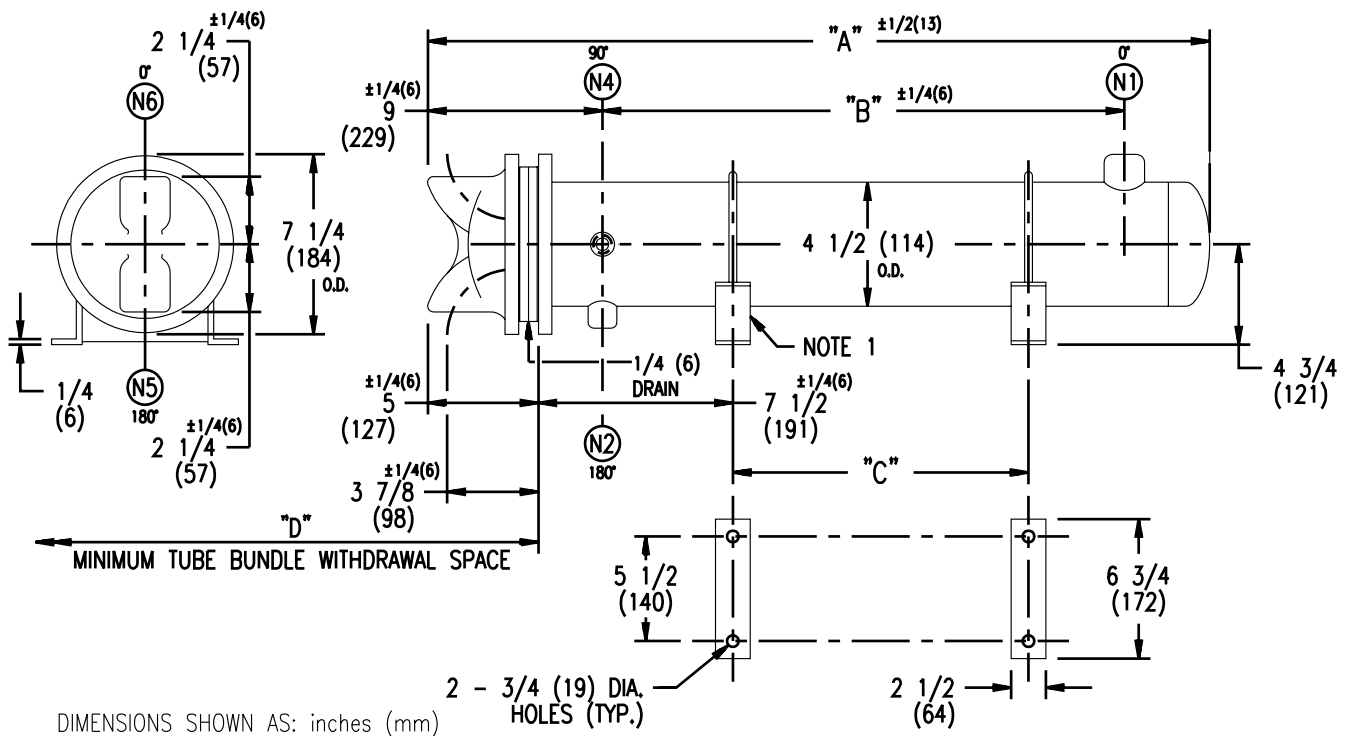 ±1/4(6)
2 1/4
(57)
0°
N6
7 1/4
(184)
O.D.
1/4
(6)
N5
180°
±1/4(6)
2 1/4
(57)
"A" ±1/2(13)
90°
N4
0°
N1
±1/4(6)
9
(229)
"B" ±1/4(6)
4 1/2 (114)
O.D.
NOTE 1
1/4 (6)
DRAIN
4 3/4
(121)
±1/4(6)
5
(127)
±1/4(6)
7 1/2
(191)
N2
180°
±1/4(6)
3 7/8
(98)
"C"
"D"
MINIMUM TUBE BUNDLE WITHDRAWAL SPACE
5 1/2
(140)
6 3/4
(172)
2 - 3/4 (19) DIA.
HOLES (TYP.)
2 1/2
(64)
DIMENSIONS SHOWN AS: inches (mm)